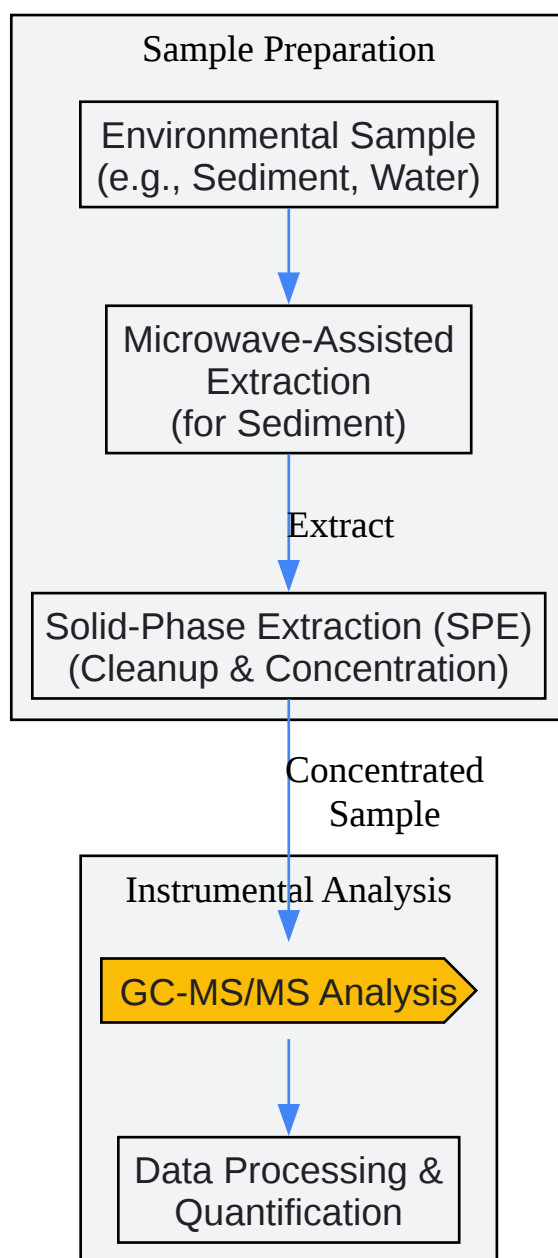 Sample Preparation
Environmental Sample
(e.g., Sediment, Water)
Microwave-Assisted
Extraction
(for Sediment)
Extract
Solid-Phase Extraction (SPE)
(Cleanup & Concentration)
Concentrated
Sample
Instrumental Analysis
GC-MS/MS Analysis
Data Processing &
Quantification